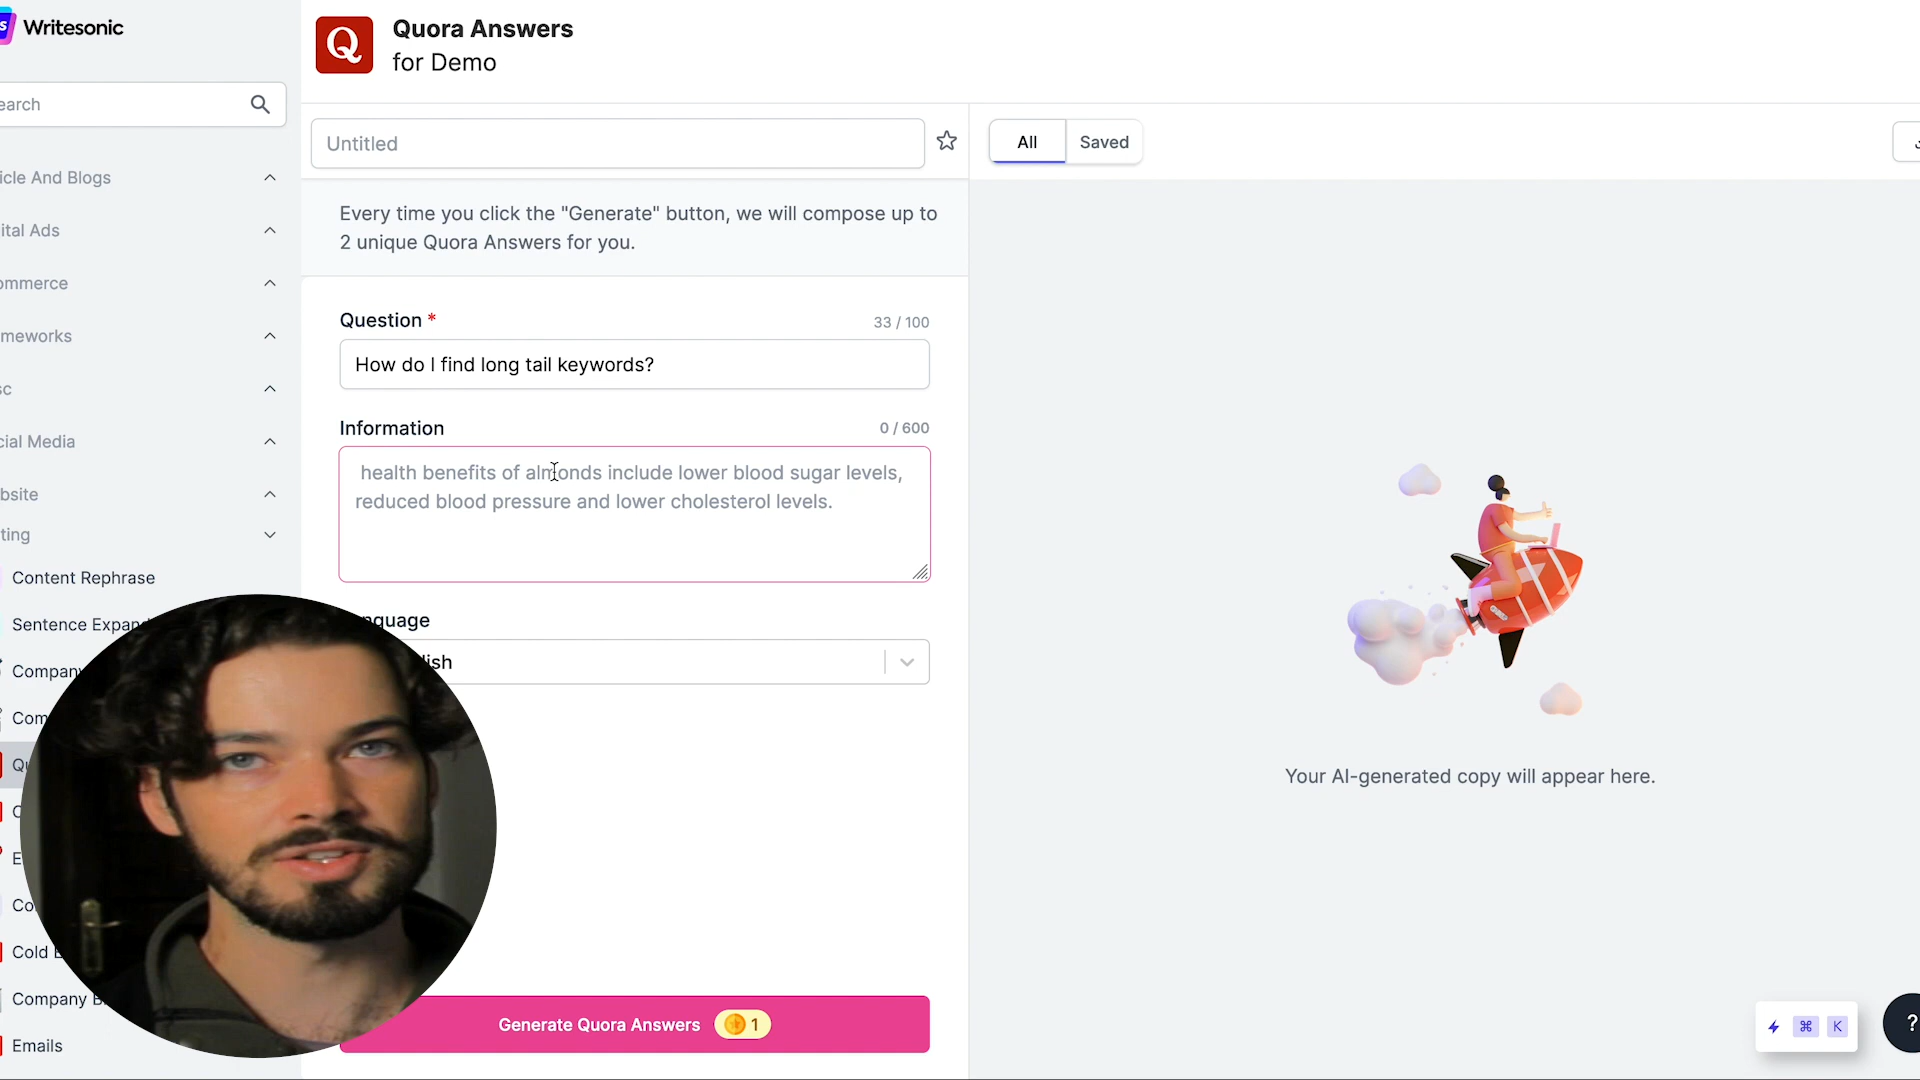 Writesonic
earch
icle And Blogs
ital Ads
ommerce
meworks
sc
cial Media
bsite
ting
Content Rephrase
Sentence Expan
Company
Com
Qu
C
E
Co
Cold E
Company B
Emails
Quora Answers
for Demo
Untitled
Every time you click the "Generate" button, we will compose up to
2 unique Quora Answers for you.
Question *
33 / 100
How do I find long tail keywords?
Information
0 / 600
health benefits of almonds include lower blood sugar levels,
reduced blood pressure and lower cholesterol levels.
nguage
lish
Generate Quora Answers 1
All
Saved
Your AI-generated copy will appear here.
⌘ K
?